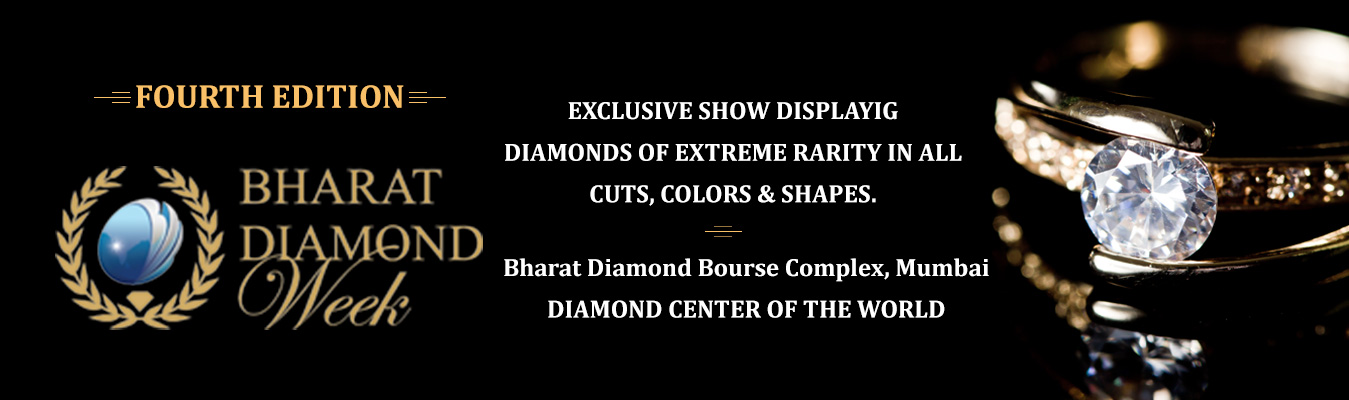 FOURTH EDITION
BHARAT
DIAMOND
Week
EXCLUSIVE SHOW DISPLAYIG
DIAMONDS OF EXTREME RARITY IN ALL
CUTS, COLORS & SHAPES.
Bharat Diamond Bourse Complex, Mumbai
DIAMOND CENTER OF THE WORLD